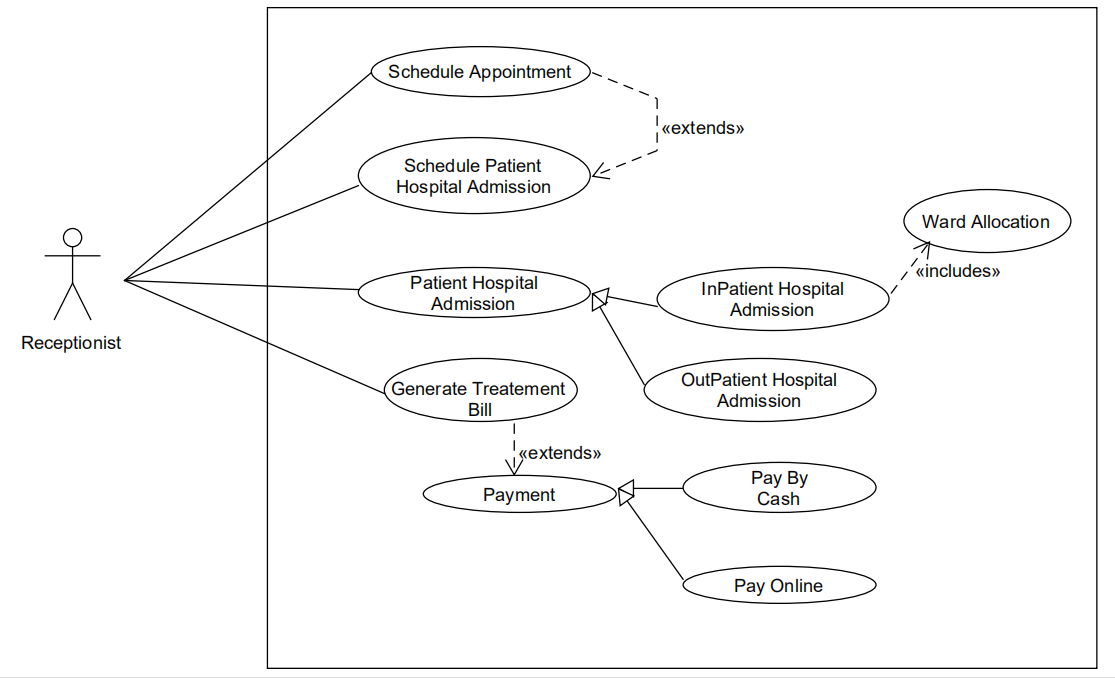 Schedule Appointment
«extends»
Schedule Patient
Hospital Admission
Ward Allocation
«includes»
Receptionist
Patient Hospital
Admission
InPatient Hospital
Admission
OutPatient Hospital
Admission
Generate Treatement
Bill
«extends»
Payment
Pay By
Cash
Pay Online